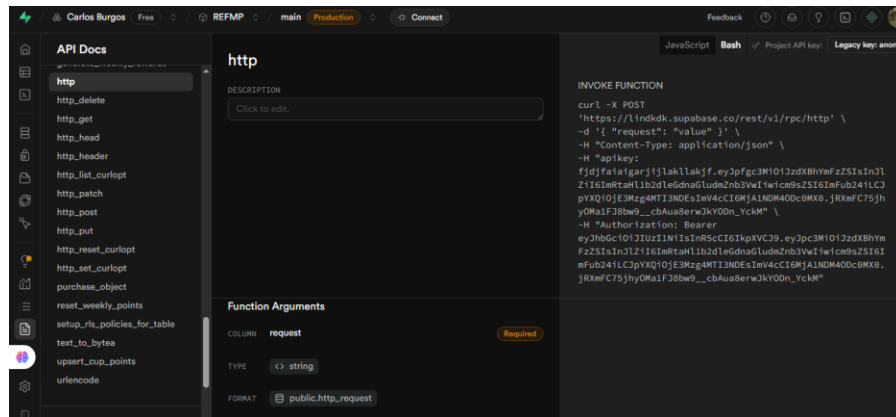 Carlos Burgos Free
REFMP
main Production
Connect
Feedback
API Docs
http
http_delete
http_get
http_head
http_header
http_list_curlopt
http_patch
http_post
http_put
http_reset_curlopt
http_set_curlopt
purchase_object
reset_weekly_points
setup_rls_policies_for_table
text_to_bytea
upsert_cup_points
urlencode
http
DESCRIPTION
Click to edit.
Function Arguments
COLUMN request Required
TYPE <> string
FORMAT public.http_request
JavaScript Bash Project API key: Legacy key: anon
INVOKE FUNCTION
curl -X POST
'https://lindkdk.supabase.co/rest/v1/rpc/http' \
-d '{ "request": "value" }' \
-H "Content-Type: application/json" \
-H "apikey:
-H "Authorization: Bearer